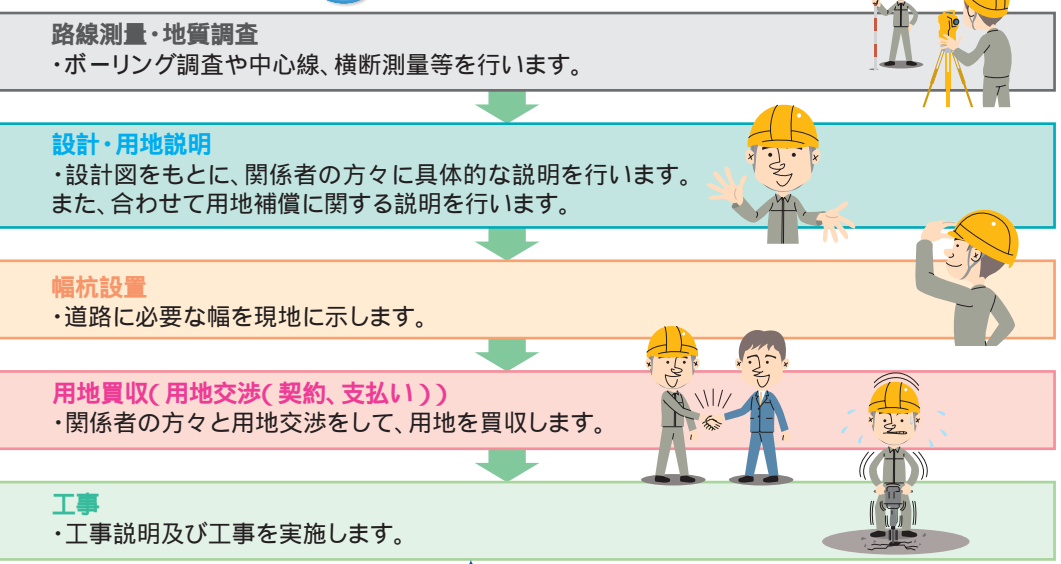 路線測量・地質調査
・ボーリング調査や中心線、横断測量等を行います。
設計・用地説明
・設計図をもとに、関係者の方々に具体的な説明を行います。
また、合わせて用地補償に関する説明を行います。
幅杭設置
・道路に必要な幅を現地に示します。
用地買収(用地交渉(契約、支払い))
・関係者の方々と用地交渉をして、用地を買収します。
工事
・工事説明及び工事を実施します。